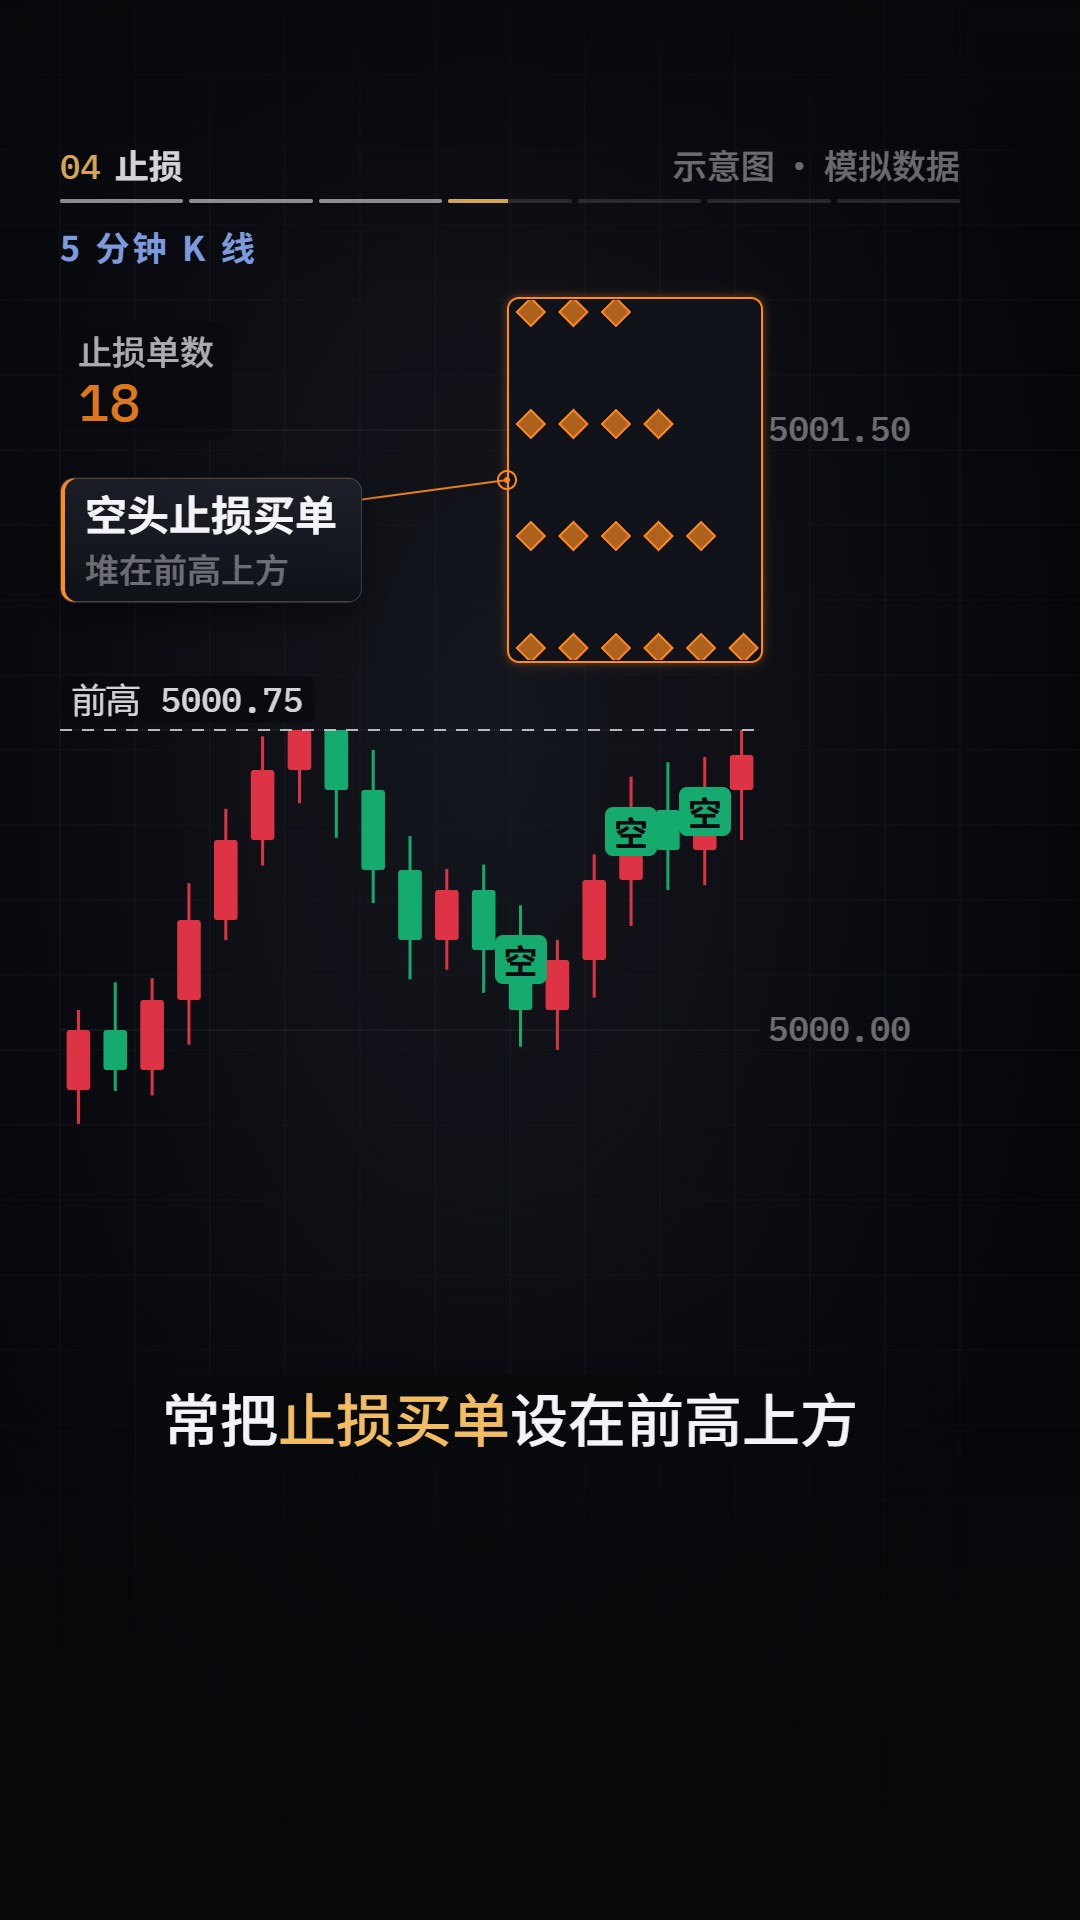 04 止损
示意图 · 模拟数据
5 分钟 K 线
止损单数
18
5001.50
空头止损买单
堆在前高上方
前高 5000.75
空
空
空
5000.00
常把止损买单设在前高上方